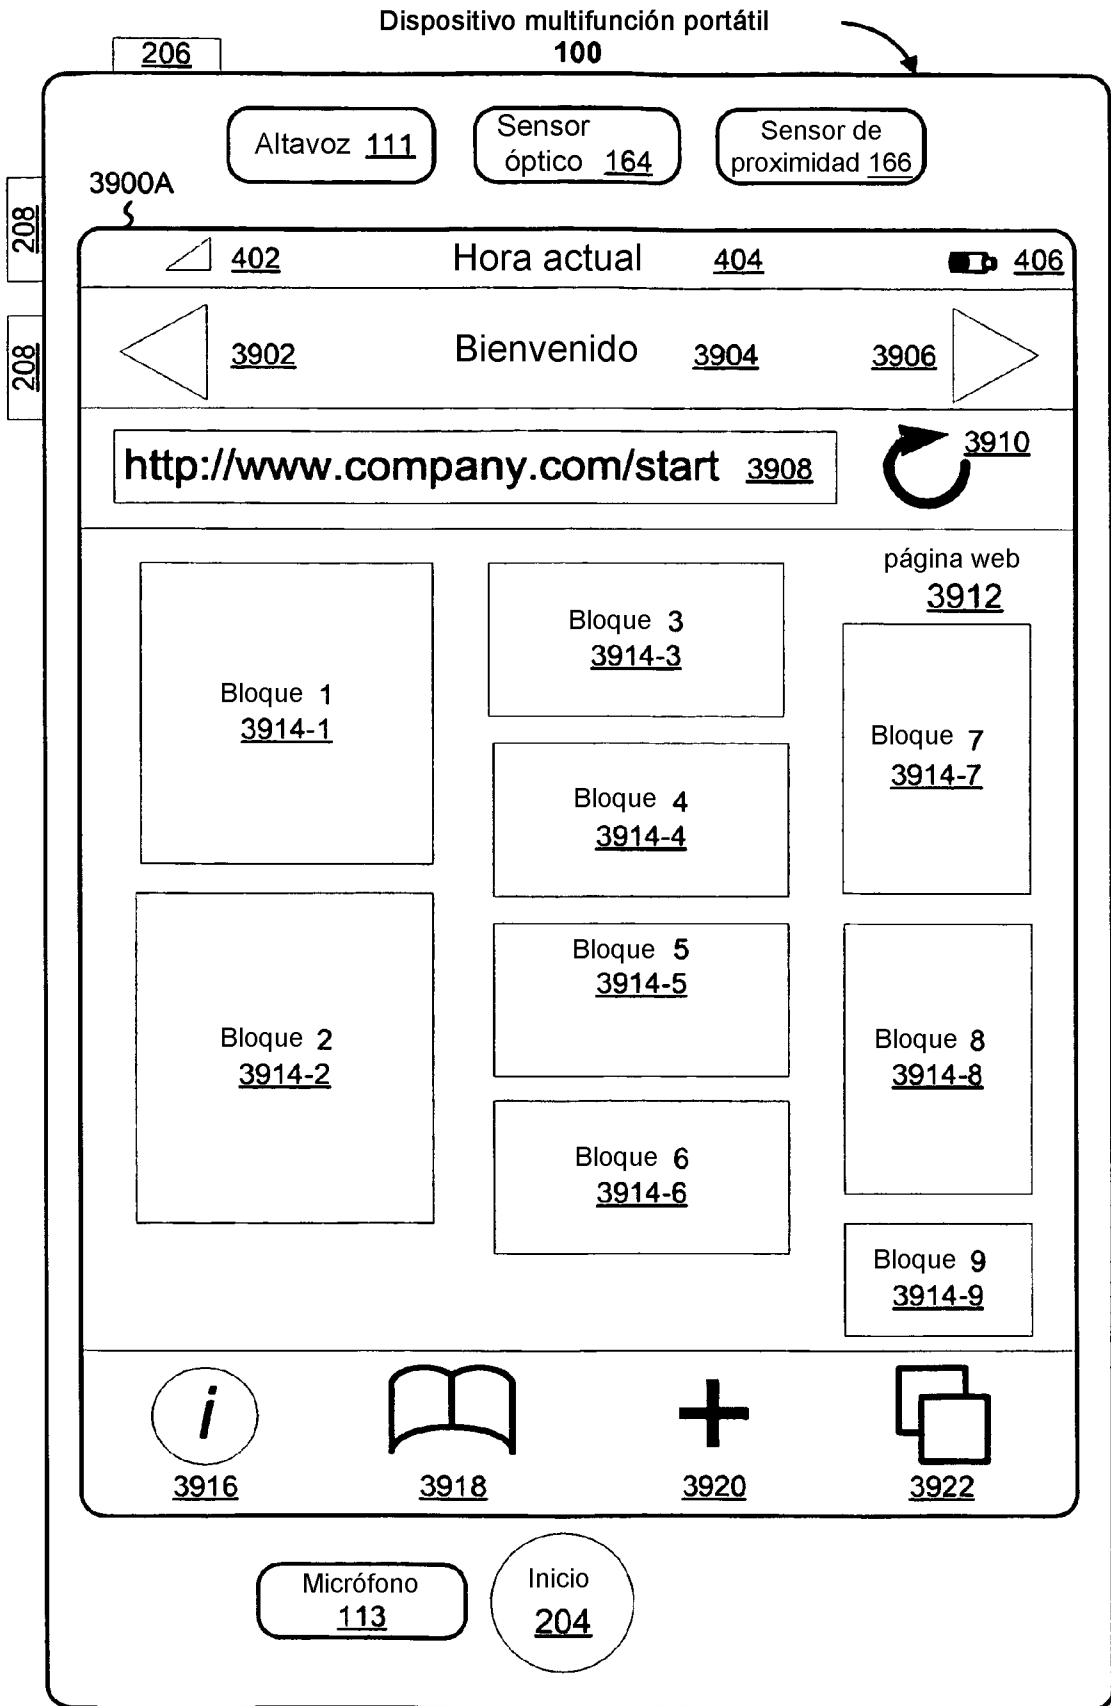 Dispositivo multifunción portátil
100
206
Altavoz 111
Sensor
óptico 164
Sensor de
proximidad 166
3900A
208
208
402
Hora actual 404
406
3902
Bienvenido 3904
3906
http://www.company.com/start 3908
3910
página web
3912
Bloque 1
3914-1
Bloque 2
3914-2
Bloque 3
3914-3
Bloque 4
3914-4
Bloque 5
3914-5
Bloque 6
3914-6
Bloque 7
3914-7
Bloque 8
3914-8
Bloque 9
3914-9
i
3916
3918
3920
3922
Micrófono
113
Inicio
204